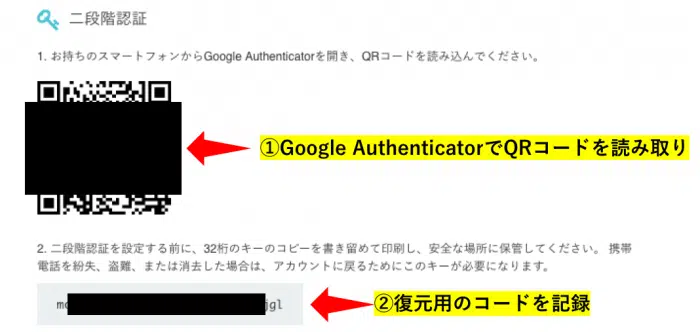 二段階認証
1. お持ちのスマートフォンからGoogle Authenticatorを開き、QRコードを読み込んでください。
①Google AuthenticatorでQRコードを読み取り
2. 二段階認証を設定する前に、32桁のキーのコピーを書き留めて印刷し、安全な場所に保管してください。 携帯
電話を紛失、盗難、または消去した場合は、アカウントに戻るためにこのキーが必要になります。
jgl
②復元用のコードを記録